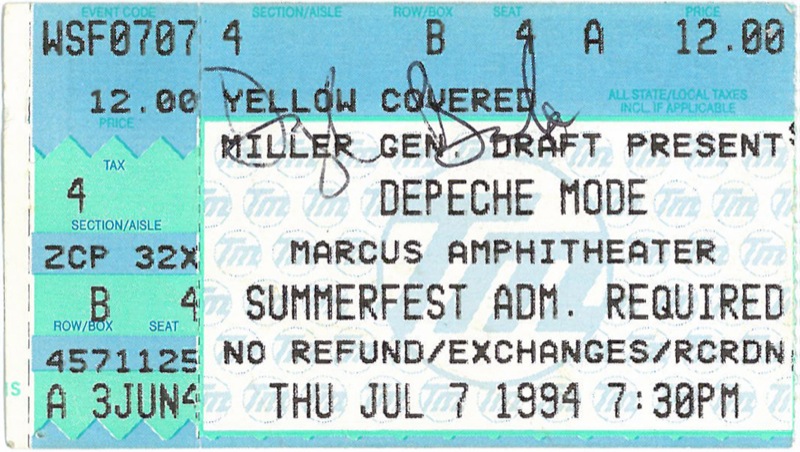 EVENT CODE SECTION/AISLE ROW/BOX SEAT PRICE
WSF0707 4 B 4 A 12.00
12.00 YELLOW COVERED ALL STATE/LOCAL TAXES
INCL. IF APPLICABLE
PRICE
MILLER GEN. DRAFT PRESENTS
TAX
4 DEPECHE MODE
SECTION/AISLE
ZCP 32X MARCUS AMPHITHEATER
B 4 SUMMERFEST ADM. REQUIRED
ROW/BOX SEAT
4571125 NO REFUND/EXCHANGES/RCRDN
A 3JUN4 THU JUL 7 1994 7:30PM